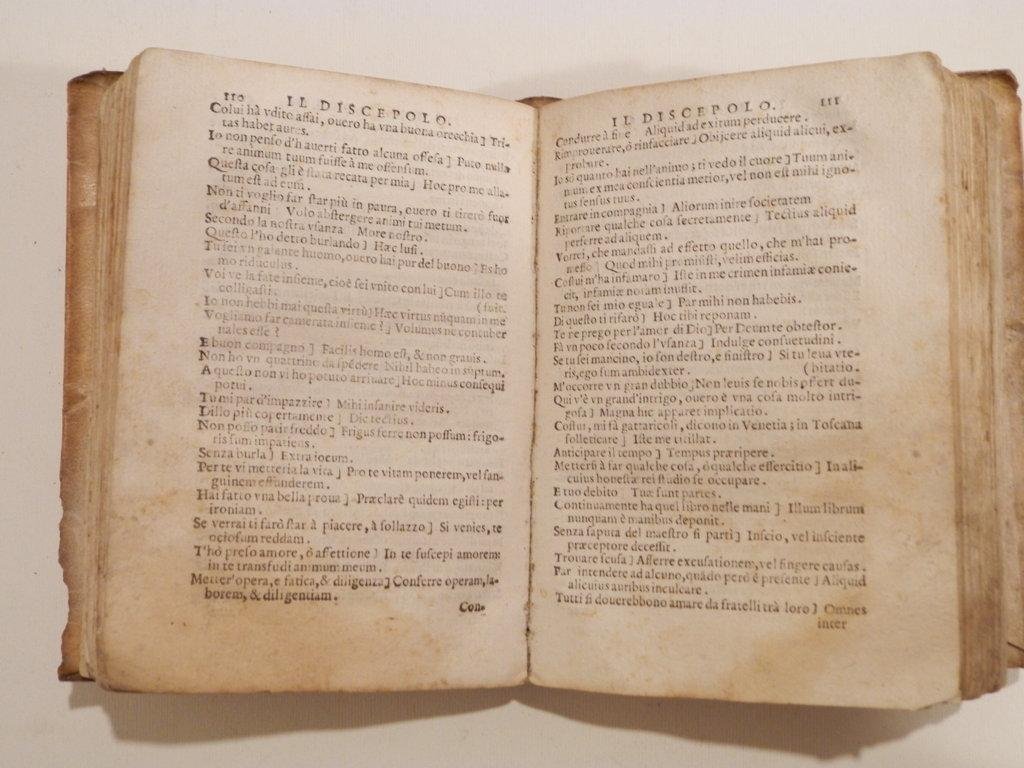 110 IL DISCEPOLO.
Colui hà vdito assai, ouero ha vna buona orecchia] Tri-
tas habet aures.
Io non penso d'hauerti fatto alcuna offesa] Puto nulla
re animum tuum fuisse à me offensum.
Questa cosa gli è stata recata per mia] Hoc pro me alla-
tum est ad eum.
Non ti voglio far star più in paura, ouero ti tirerò fuor
d'affanni Volo abstergere animi tui metum.
Secondo la nostra vsanza More nostro.
Questo l'ho detto burlando] Hæc lusi.
Tu sei vn galante huomo, ouero hai pur del buono] Es ho
mo ridiculus.
Voi ve la fate insieme, cioè sei vnito con lui] Cum illo te
colligasti. (fuit.
Io non hebbi mai questa virtù) Hæc virtus nũquam in me
Vogliamo far camerata insieme?] Volumus ne contuber
nales esse?
E buon compagno] Facilis homo est, & non grauis.
Non ho vn quattrino da spẽdere Nihil habeo in sũptum.
A questo non vi ho potuto arriuare] Hoc minus consequi
potui.
Tu mi par d'impazzire] Mihi insanire videris.
Dillo più copertamente] Dic tectius.
Non posso patir freddo] Frigus ferre non possum: frigo-
ris sum impatiens.
Senza burla) Extra iocum.
Per te vi metteria la vita] Pro te vitam ponerem, vel san-
guinem effunderem.
Hai fatto vna bella proua] Præclarè quidem egisti: per
ironiam.
Se verrai ti farò star à piacere, à sollazzo] Si venies, te
ociosum reddam.
T'hò preso amore, ò affettione) In te suscepi amorem:
in te transfudi animum meum.
Metter'opera, e fatica, & diligenza] Conferre operam, la-
borem, & diligentiam.
Con-
IL DISCEPOLO. 111
Condurre à fine Aliquid ad exitum perducere.
Rimprouerare, ò rinfacciare] Obijcere aliquid alicui, ex-
probrare.
Io sò quanto hai nell'animo; ti vedo il cuore] Tuum ani-
mum ex mea conscientia metior, vel non est mihi igno-
tus sensus tuus.
Entrare in compagnia] Aliorum inire societatem
Riportare qualche cosa secretamente] Tectius aliquid
perferre ad aliquem.
Vorrei, che mandassi ad effetto quello, che m'hai pro-
messo] Quod mihi promisisti, velim efficias.
Costui m'ha infamaro] Iste in me crimen infamiæ conie-
cit, infamiæ notam inussit.
Tu non sei mio eguale] Par mihi non habebis.
Di questo ti rifarò] Hoc tibi reponam.
Te re prego per l'amor di Dio] Per Deum te obtestor.
Fà vn poco secondo l'vsanza] Indulge consuetudini.
Se tu sei mancino, io son destro, e sinistro] Si tu leua vte-
ris, ego sum ambidexter. (bitatio.
M'occorre vn gran dubbio] Non leuis se nobis offert du-
Qui v'è vn grand'intrigo, ouero è vna cosa molto intri-
gosa] Magna hic apparet implicatio.
Costui, mi fà gattaricoli, dicono in Venetia; in Toscana
solleticare] Iste me titillat.
Anticipare il tempo] Tempus præripere.
Mettersi à far qualche cosa, ò qualche essercitio] In ali-
cuius honestæ rei studio se occupare.
E tuo debito Tuæ sunt partes.
Continuamente ha quel libro nelle mani] Illum librum
nunquam è manibus deponit.
Senza saputa del maestro si parti] Inscio, vel insciente
præceptore decessit.
Trouare scusa] Afferre excusationem, vel fingere causas.
Far intendere ad alcuno, quãdo però è presente] Aliquid
alicuius auribus inculcare.
Tutti si douerebbono amare da fratelli trà loro] Omnes
inter